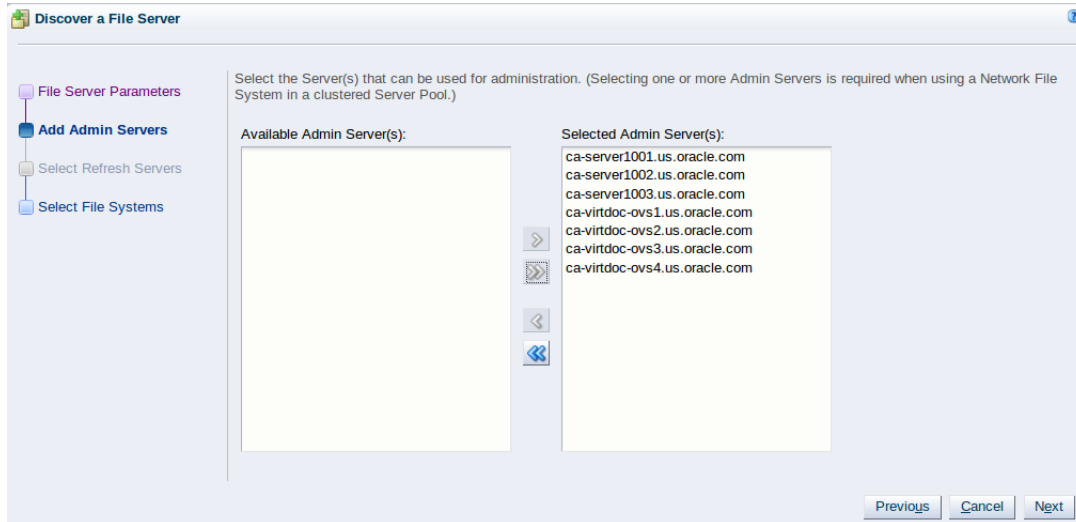 Discover a File Server
File Server Parameters
Add Admin Servers
Select Refresh Servers
Select File Systems
Select the Server(s) that can be used for administration. (Selecting one or more Admin Servers is required when using a Network File
System in a clustered Server Pool.)
Available Admin Server(s):
Selected Admin Server(s):
ca-server1001.us.oracle.com
ca-server1002.us.oracle.com
ca-server1003.us.oracle.com
ca-virtdoc-ovs1.us.oracle.com
ca-virtdoc-ovs2.us.oracle.com
ca-virtdoc-ovs3.us.oracle.com
ca-virtdoc-ovs4.us.oracle.com
Previous
Cancel
Next